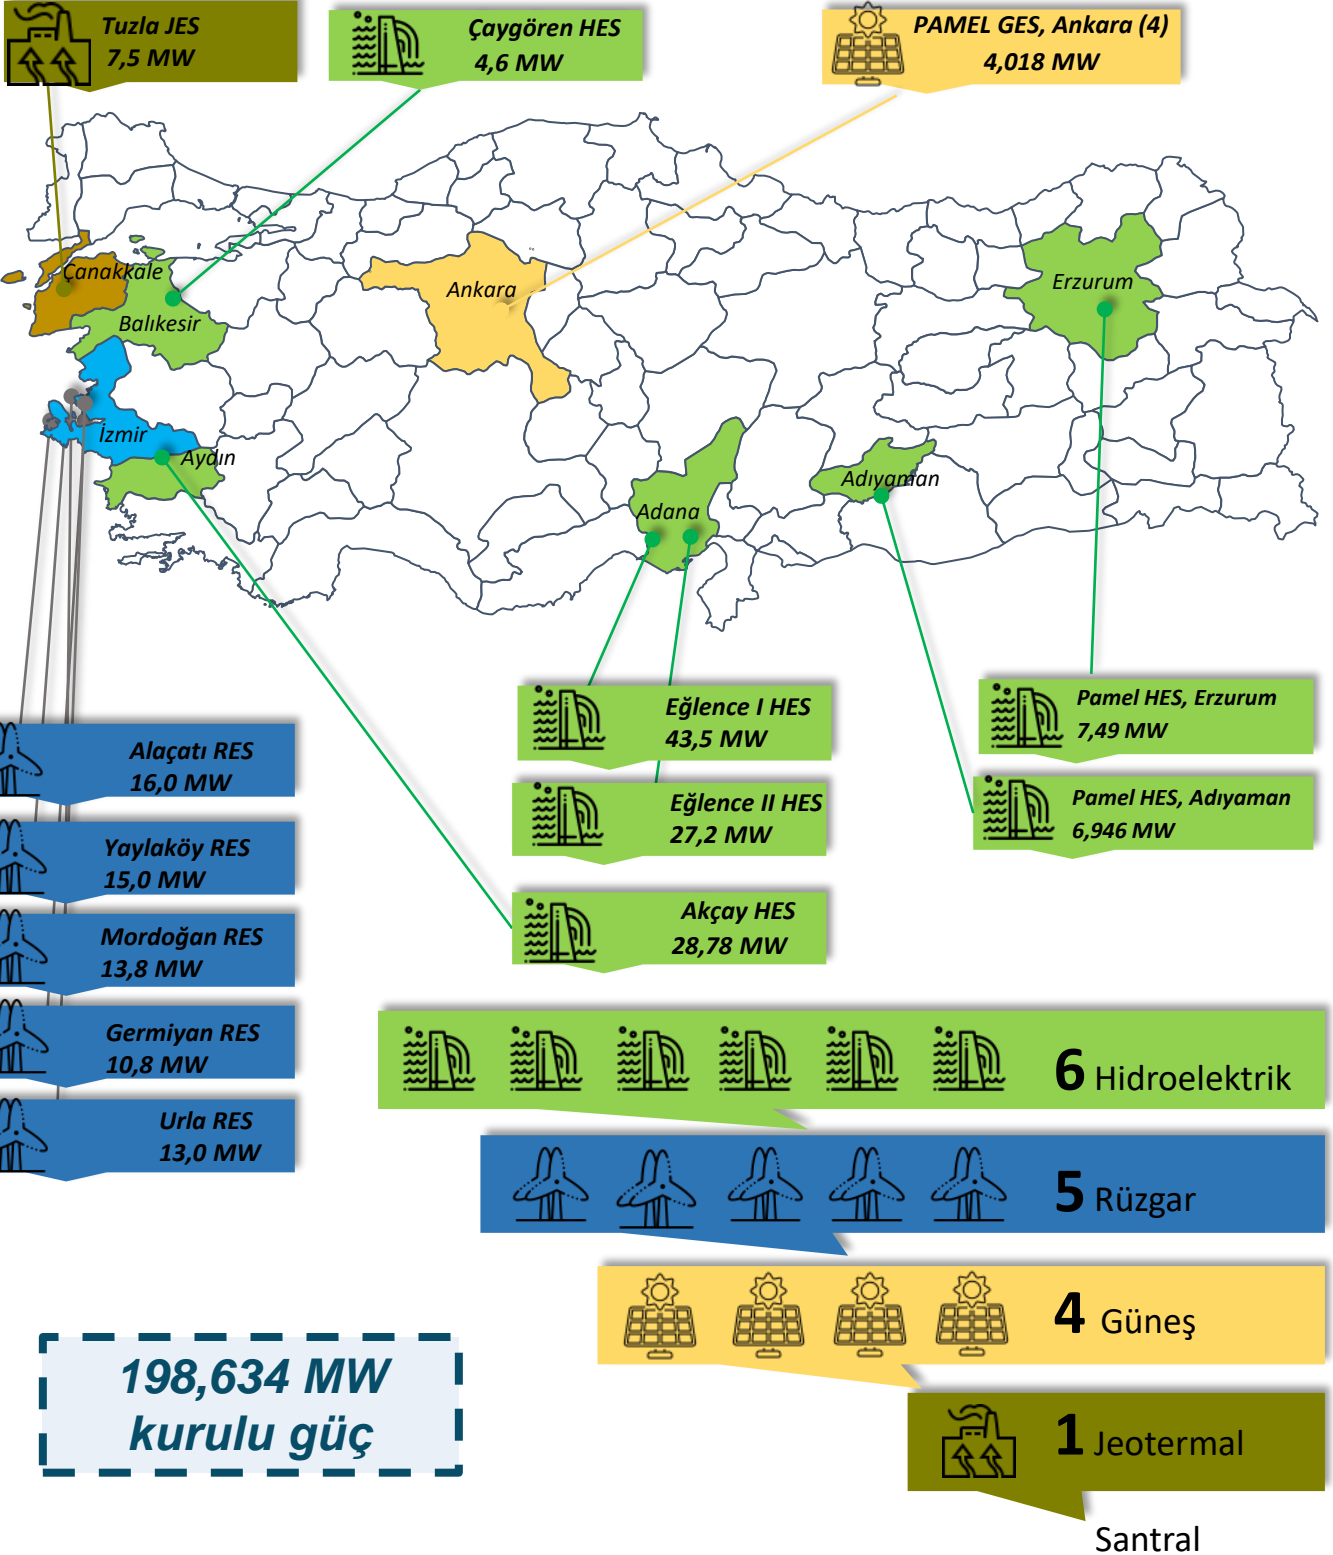 Tuzla JES
7,5 MW
Çaygören HES
4,6 MW
PAMEL GES, Ankara (4)
4,018 MW
Çanakkale
Balıkesir
Ankara
Erzurum
İzmir
Aydın
Adıyaman
Adana
Alaçatı RES
16,0 MW
Yaylaköy RES
15,0 MW
Mordoğan RES
13,8 MW
Germiyan RES
10,8 MW
Urla RES
13,0 MW
Eğlence I HES
43,5 MW
Eğlence II HES
27,2 MW
Akçay HES
28,78 MW
Pamel HES, Erzurum
7,49 MW
Pamel HES, Adıyaman
6,946 MW
6 Hidroelektrik
5 Rüzgar
4 Güneş
1 Jeotermal
Santral
198,634 MW
kurulu güç